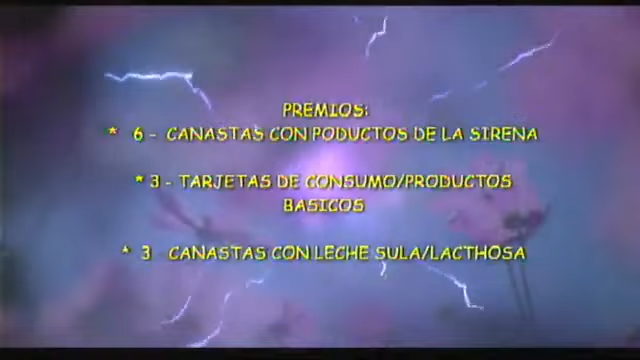 PREMIOS:
* 6 - CANASTAS CON PODUCTOS DE LA SIRENA
* 3 - TARJETAS DE CONSUMO/PRODUCTOS
BASICOS
* 3 CANASTAS CON LECHE SULA/LACTHOSA